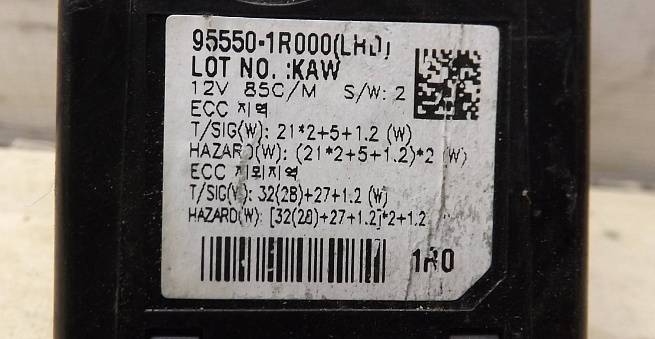 95550-1R000(LHD)
LOT NO. :KAW
12V 85C/M S/W: 2
ECC 지역
T/SIG(W): 21*2+5+1.2 (W)
HAZARD(W): (21*2+5+1.2)*2 (W)
ECC 지외지역
T/SIG(W): 32(28)+27+1.2 (W)
HAZARD(W): [32(28)+27+1.2]*2+1.2
1R0